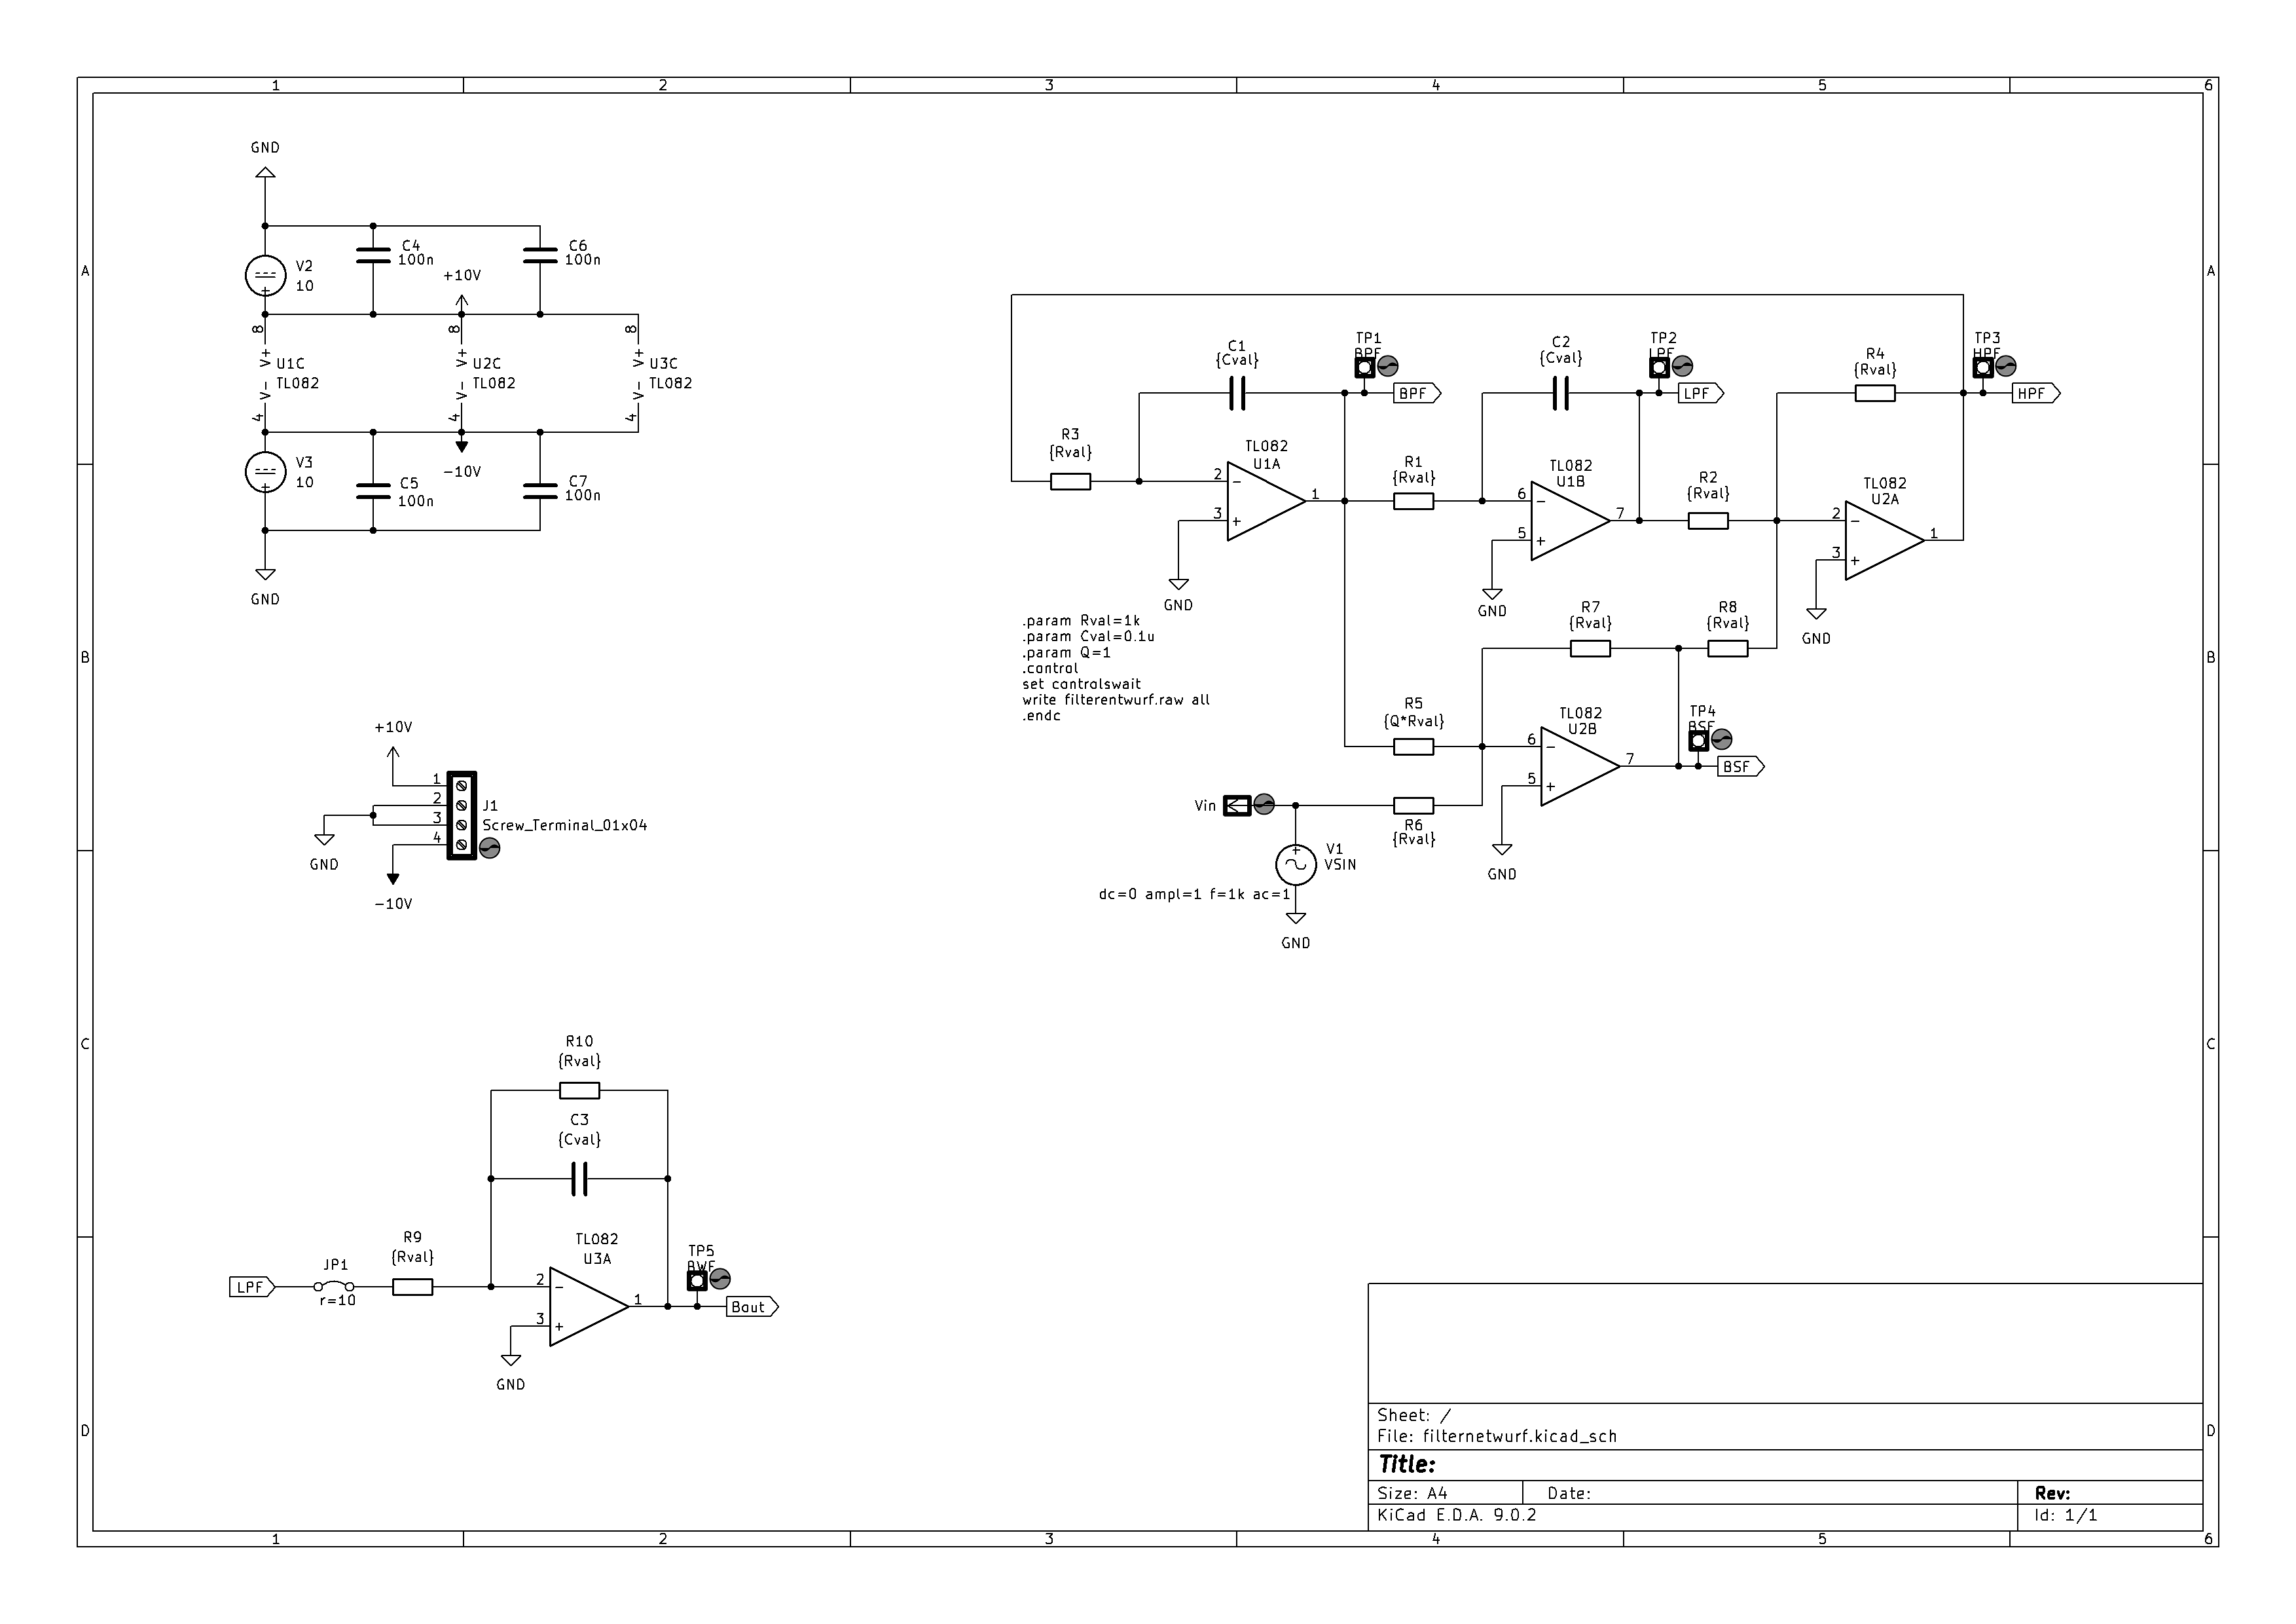 1 2 3 4 5 6
A
B
C
D
A
B
C
D
1 2 3 4 5 6
GND
V2
10
C4
100n
C6
100n
+10V
8
8
8
V+
V+
V+
U1C
TL082
U2C
TL082
U3C
TL082
V-
V-
V-
4
4
4
-10V
V3
10
C5
100n
C7
100n
GND
+10V
1
2
3
4
J1
Screw_Terminal_01x04
GND
-10V
R10
{Rval}
C3
{Cval}
LPF
JP1
r=10
R9
{Rval}
TL082
U3A
2
-
3
+
1
TP5
BWF
Bout
GND
R3
{Rval}
C1
{Cval}
TL082
U1A
2
-
3
+
1
GND
TP1
BPF
BPF
R1
{Rval}
C2
{Cval}
TL082
U1B
6
-
5
+
7
GND
TP2
LPF
LPF
R2
{Rval}
R4
{Rval}
TL082
U2A
2
-
3
+
1
GND
TP3
HPF
HPF
.param Rval=1k
.param Cval=0.1u
.param Q=1
.control
set controlswait
write filterentwurf.raw all
.endc
R7
{Rval}
R8
{Rval}
R5
{Q*Rval}
TL082
U2B
6
-
5
+
7
GND
TP4
BSF
BSF
Vin
R6
{Rval}
V1
VSIN
dc=0 ampl=1 f=1k ac=1
+
GND
Sheet: /
File: filternetwurf.kicad_sch
Title:
Size: A4 Date: Rev:
KiCad E.D.A. 9.0.2 Id: 1/1